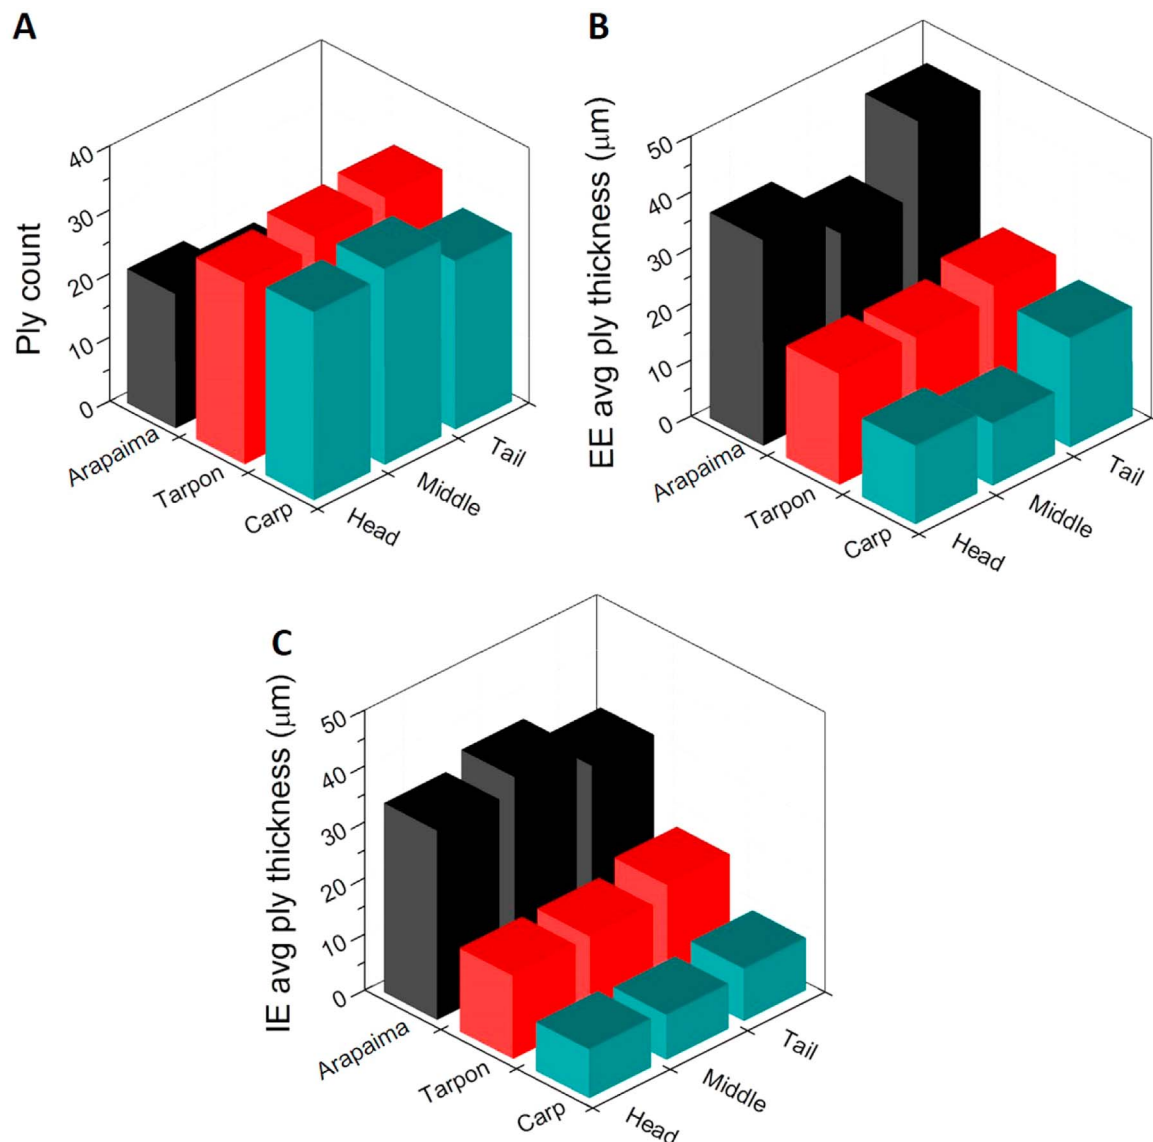 A
Ply count
40
30
20
10
0
Arapaima
Tarpon
Carp
Head
Middle
Tail
B
EE avg ply thickness (μm)
50
40
30
20
10
0
Arapaima
Tarpon
Carp
Head
Middle
Tail
C
IE avg ply thickness (μm)
50
40
30
20
10
0
Arapaima
Tarpon
Carp
Head
Middle
Tail